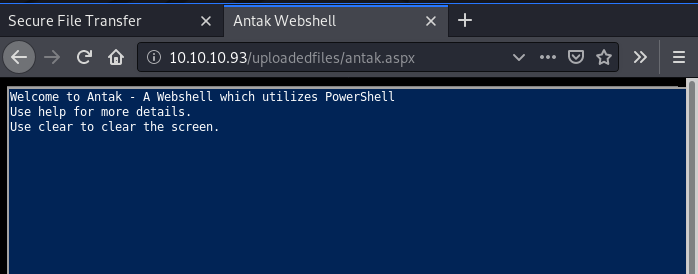 Secure File Transfer
Antak Webshell
10.10.10.93/uploadedfiles/antak.aspx
Welcome to Antak - A Webshell which utilizes PowerShell
Use help for more details.
Use clear to clear the screen.